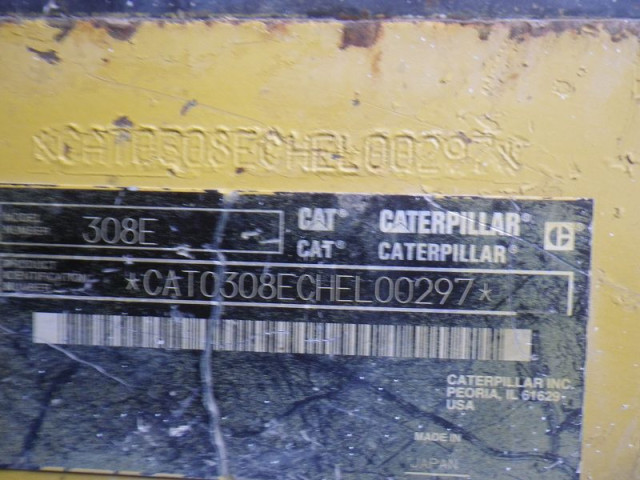 *CAT0308ECHEL00297*
MODEL
NUMBER 308E
CAT® CATERPILLAR®
CAT® CATERPILLAR®
IDENTIFICATION
NUMBER *CAT0308ECHEL00297*
CATERPILLAR INC.
PEORIA, IL 61629
USA
MADE IN
JAPAN